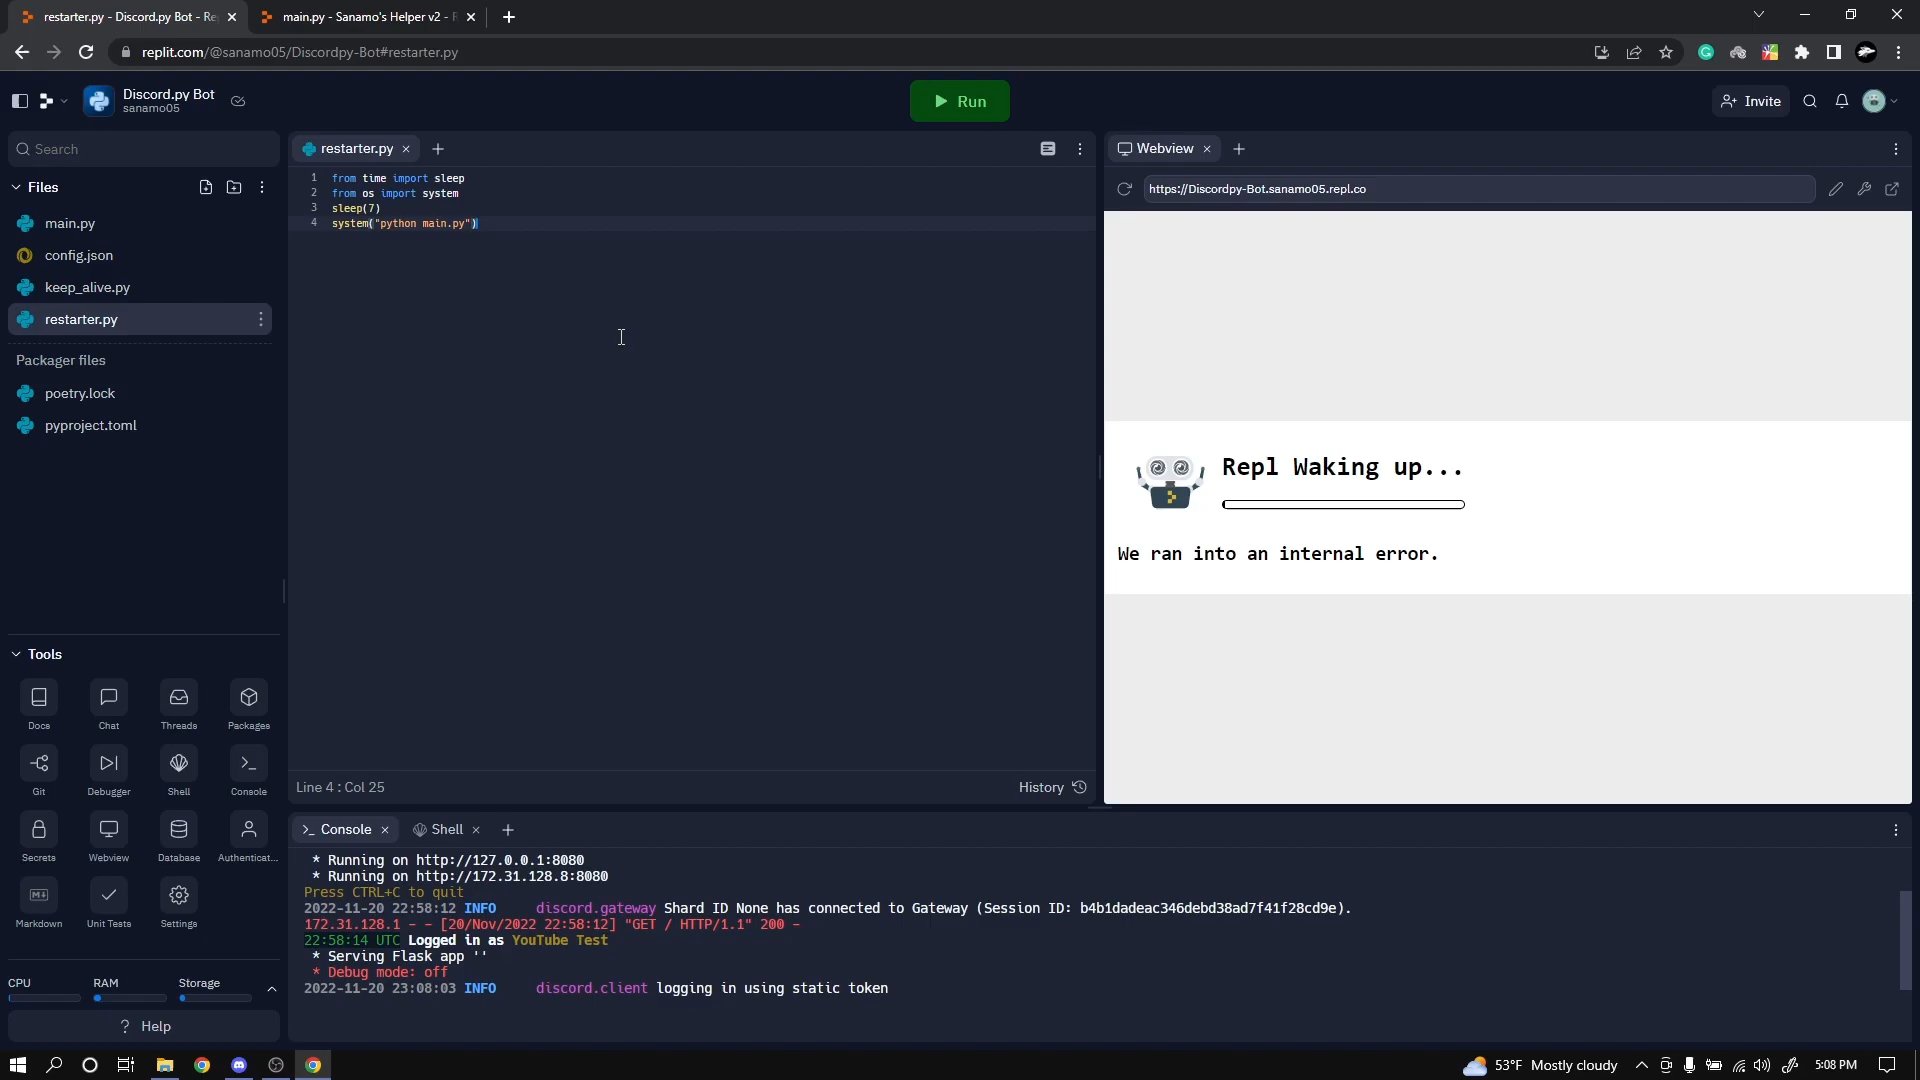 restarter.py - Discord.py Bot - Re
main.py - Sanamo's Helper v2 - R
replit.com/@sanamo05/Discordpy-Bot#restarter.py
Discord.py Bot
sanamo05
Run
Invite
Search
Files
main.py
config.json
keep_alive.py
restarter.py
Packager files
poetry.lock
pyproject.toml
Tools
Docs
Chat
Threads
Packages
Git
Debugger
Shell
Console
Secrets
Webview
Database
Authenticat...
Markdown
Unit Tests
Settings
CPU
RAM
Storage
? Help
restarter.py
1 from time import sleep
2 from os import system
3 sleep(7)
4 system("python main.py")
Line 4 : Col 25
History
Webview
https://Discordpy-Bot.sanamo05.repl.co
Repl Waking up...
We ran into an internal error.
Console
Shell
* Running on http://127.0.0.1:8080
* Running on http://172.31.128.8:8080
Press CTRL+C to quit
2022-11-20 22:58:12 INFO discord.gateway Shard ID None has connected to Gateway (Session ID: b4b1dadeac346debd38ad7f41f28cd9e).
172.31.128.1 - - [20/Nov/2022 22:58:12] "GET / HTTP/1.1" 200 -
22:58:14 UTC Logged in as YouTube Test
* Serving Flask app ''
* Debug mode: off
2022-11-20 23:08:03 INFO discord.client logging in using static token
53°F Mostly cloudy
5:08 PM